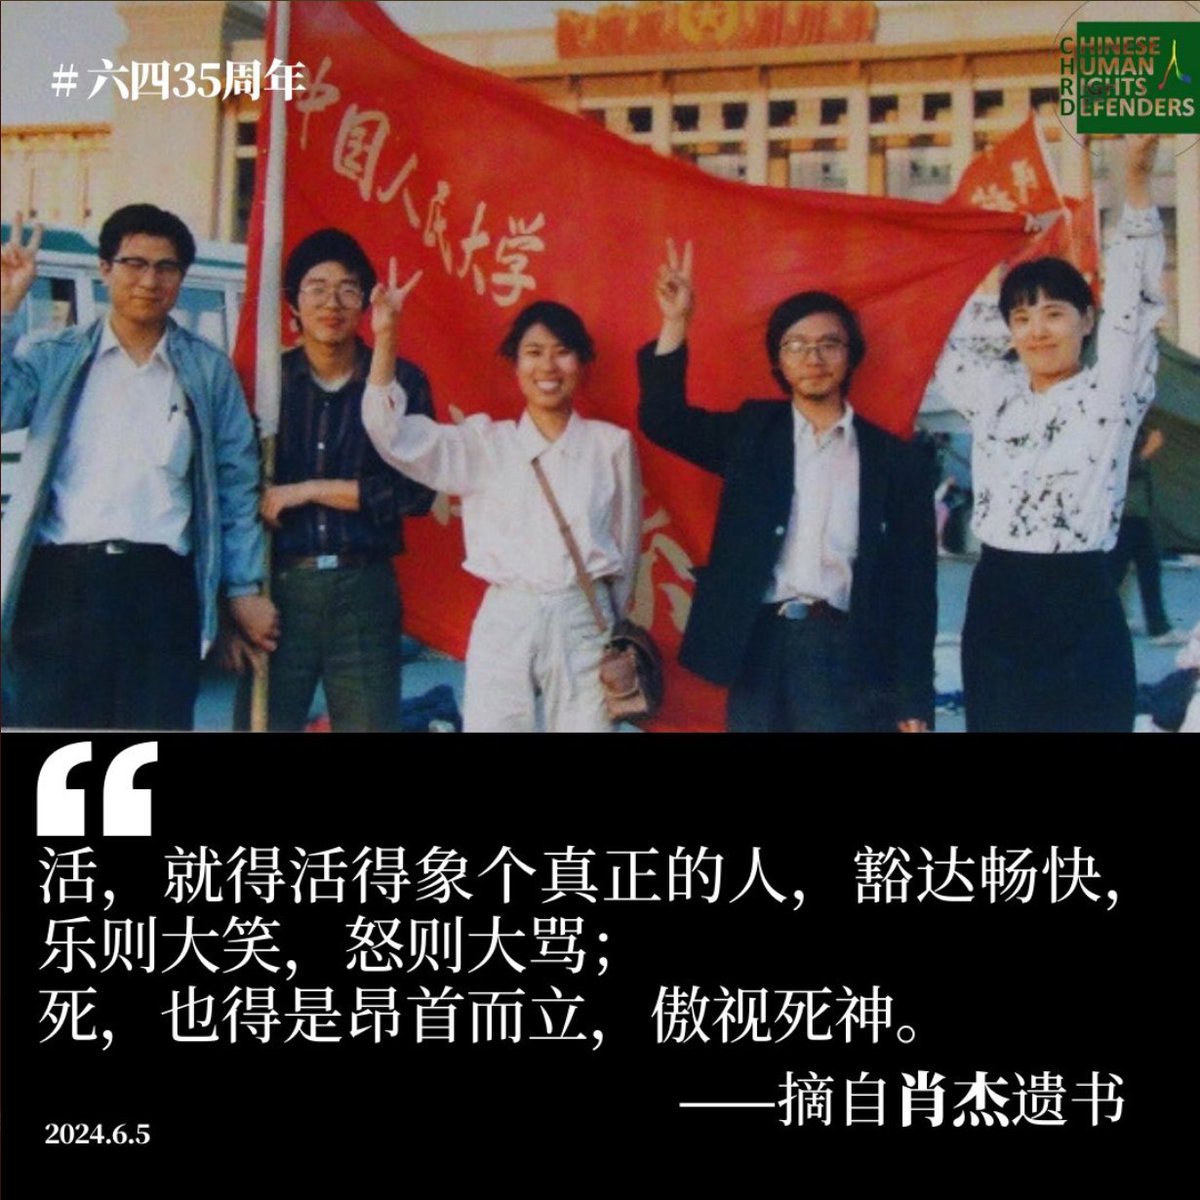 #六四35周年
CHINESE
HUMAN
RIGHTS
DEFENDERS
中国人民大学
活，就得活得象个真正的人，豁达畅快，
乐则大笑，怒则大骂；
死，也得是昂首而立，傲视死神。
——摘自肖杰遗书
2024.6.5